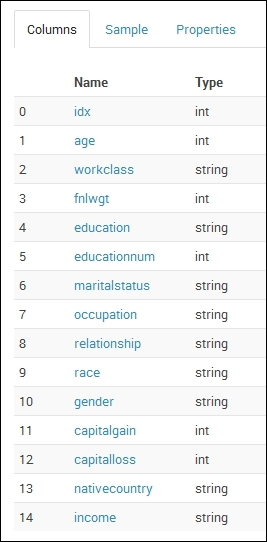 Columns Sample Properties
Name Type
0 idx int
1 age int
2 workclass string
3 fnlwgt int
4 education string
5 educationnum int
6 maritalstatus string
7 occupation string
8 relationship string
9 race string
10 gender string
11 capitalgain int
12 capitalloss int
13 nativecountry string
14 income string